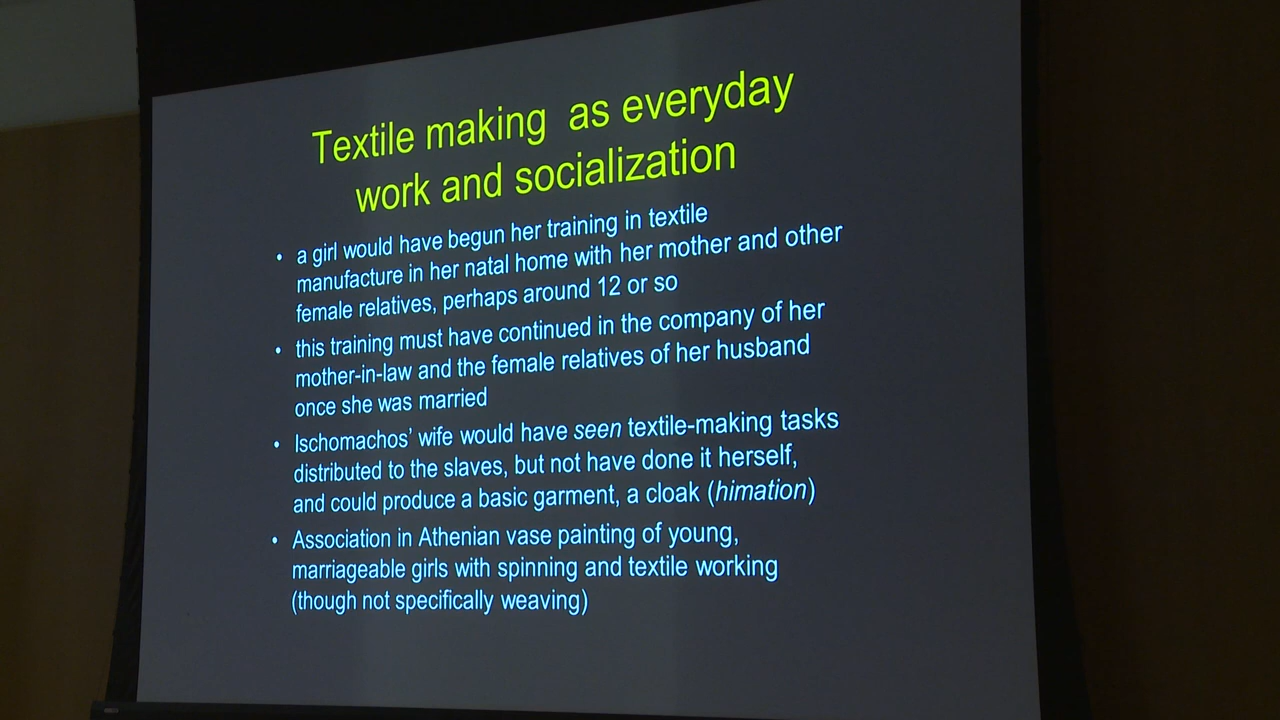 Textile making as everyday
work and socialization
• a girl would have begun her training in textile
manufacture in her natal home with her mother and other
female relatives, perhaps around 12 or so
• this training must have continued in the company of her
mother-in-law and the female relatives of her husband
once she was married
• Ischomachos’ wife would have seen textile-making tasks
distributed to the slaves, but not have done it herself,
and could produce a basic garment, a cloak (himation)
• Association in Athenian vase painting of young,
marriageable girls with spinning and textile working
(though not specifically weaving)